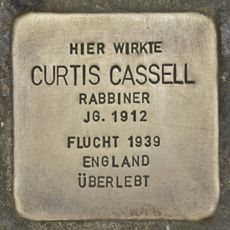 HIER WIRKTE
CURTIS CASSELL
RABBINER
JG. 1912
FLUCHT 1939
ENGLAND
ÜBERLEBT